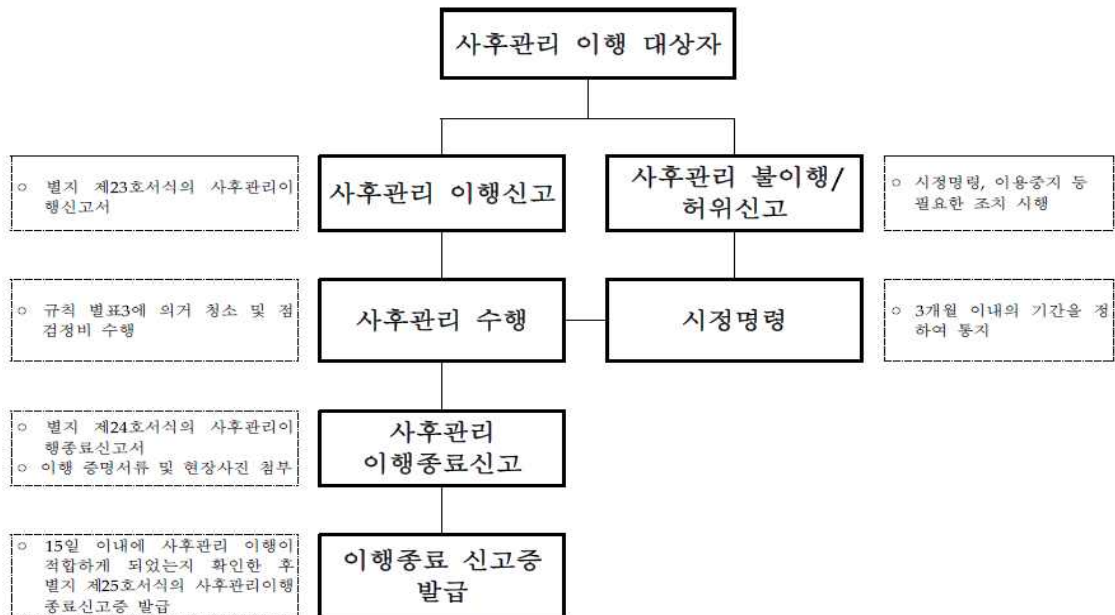 사후관리 이행 대상자
○ 별지 제23호서식의 사후관리이
행신고서
사후관리 이행신고
사후관리 불이행/
허위신고
○ 시정명령, 이용중지 등
필요한 조치 시행
○ 규칙 별표3에 의거 청소 및 점
검정비 수행
사후관리 수행
시정명령
○ 3개월 이내의 기간을 정
하여 통지
○ 별지 제24호서식의 사후관리이
행종료신고서
○ 이행 증명서류 및 현장사진 첨부
사후관리
이행종료신고
○ 15일 이내에 사후관리 이행이
적합하게 되었는지 확인한 후
별지 제25호서식의 사후관리이행
종료신고증 발급
이행종료 신고증
발급